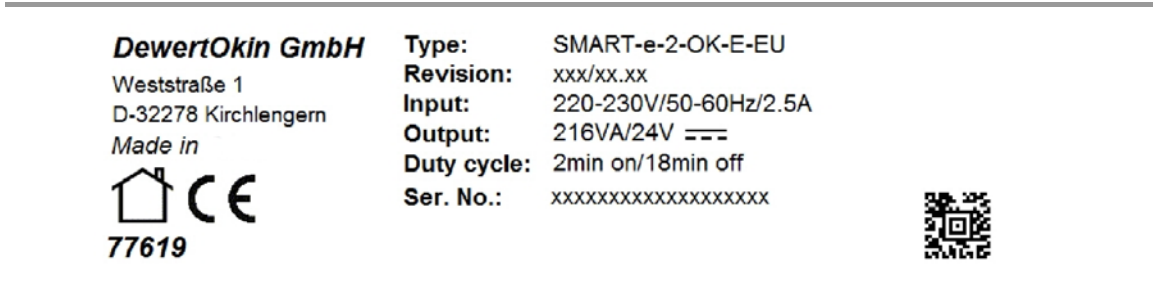 DewertOkin GmbH
Weststraße 1
D-32278 Kirchlengern
Made in
CE
77619
Type: SMART-e-2-OK-E-EU
Revision: xxx/xx.xx
Input: 220-230V/50-60Hz/2.5A
Output: 216VA/24V
Duty cycle: 2min on/18min off
Ser. No.: xxxxxxxxxxxxxxxxxxx